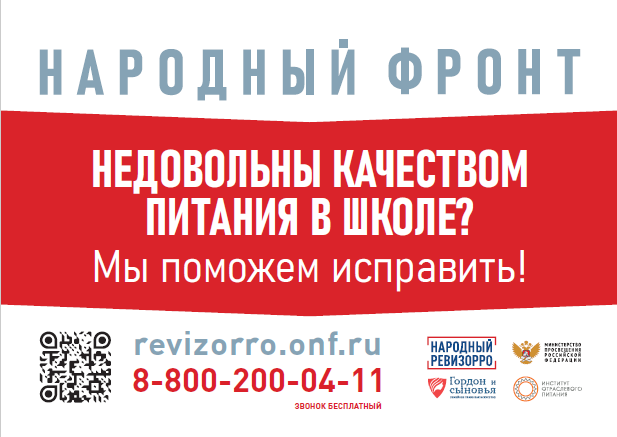 НАРОДНЫЙ ФРОНТ
НЕДОВОЛЬНЫ КАЧЕСТВОМ
ПИТАНИЯ В ШКОЛЕ?
Мы поможем исправить!
revizorro.onf.ru
8-800-200-04-11
ЗВОНОК БЕСПЛАТНЫЙ
НАРОДНЫЙ
РЕВИЗОРРО
МИНИСТЕРСТВО
ПРОСВЕЩЕНИЯ
РОССИЙСКОЙ
ФЕДЕРАЦИИ
Гордон и
сыновья
ИНСТИТУТ
ОТРАСЛЕВОГО
ПИТАНИЯ